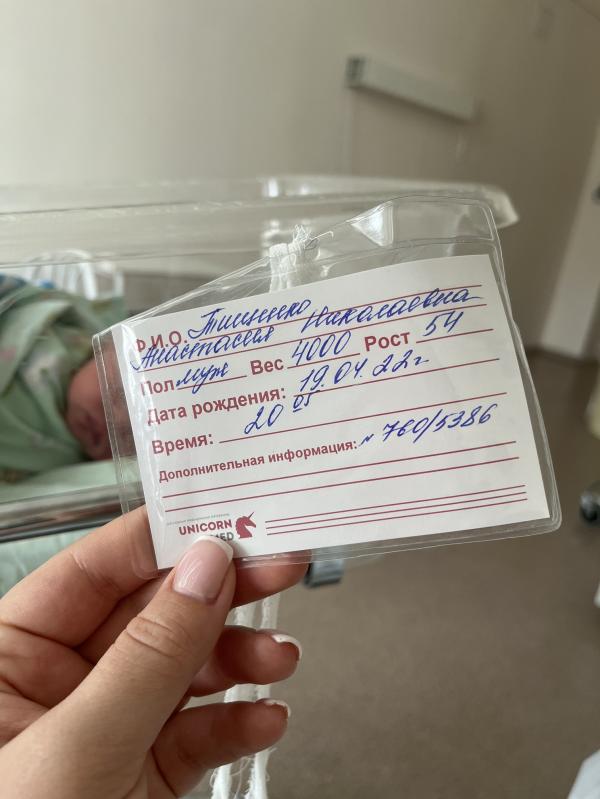 Ф.И.О. Тищенко
Анастасия Николаевна
Пол муж Вес 4000 Рост 54
Дата рождения: 19.04.22г.
Время: 20 05
Дополнительная информация: № 760/5386
UNICORN
MED